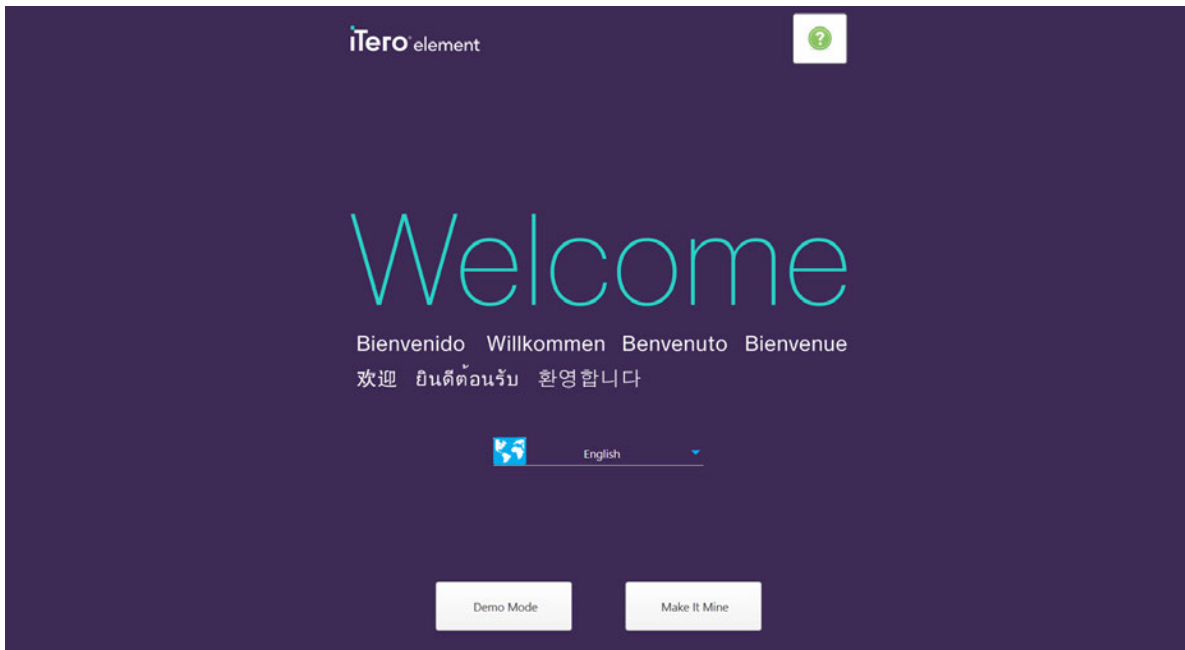 iTero element
?
Welcome
Bienvenido Willkommen Benvenuto Bienvenue
欢迎 ยินดีต้อนรับ 환영합니다
English
Demo Mode Make It Mine